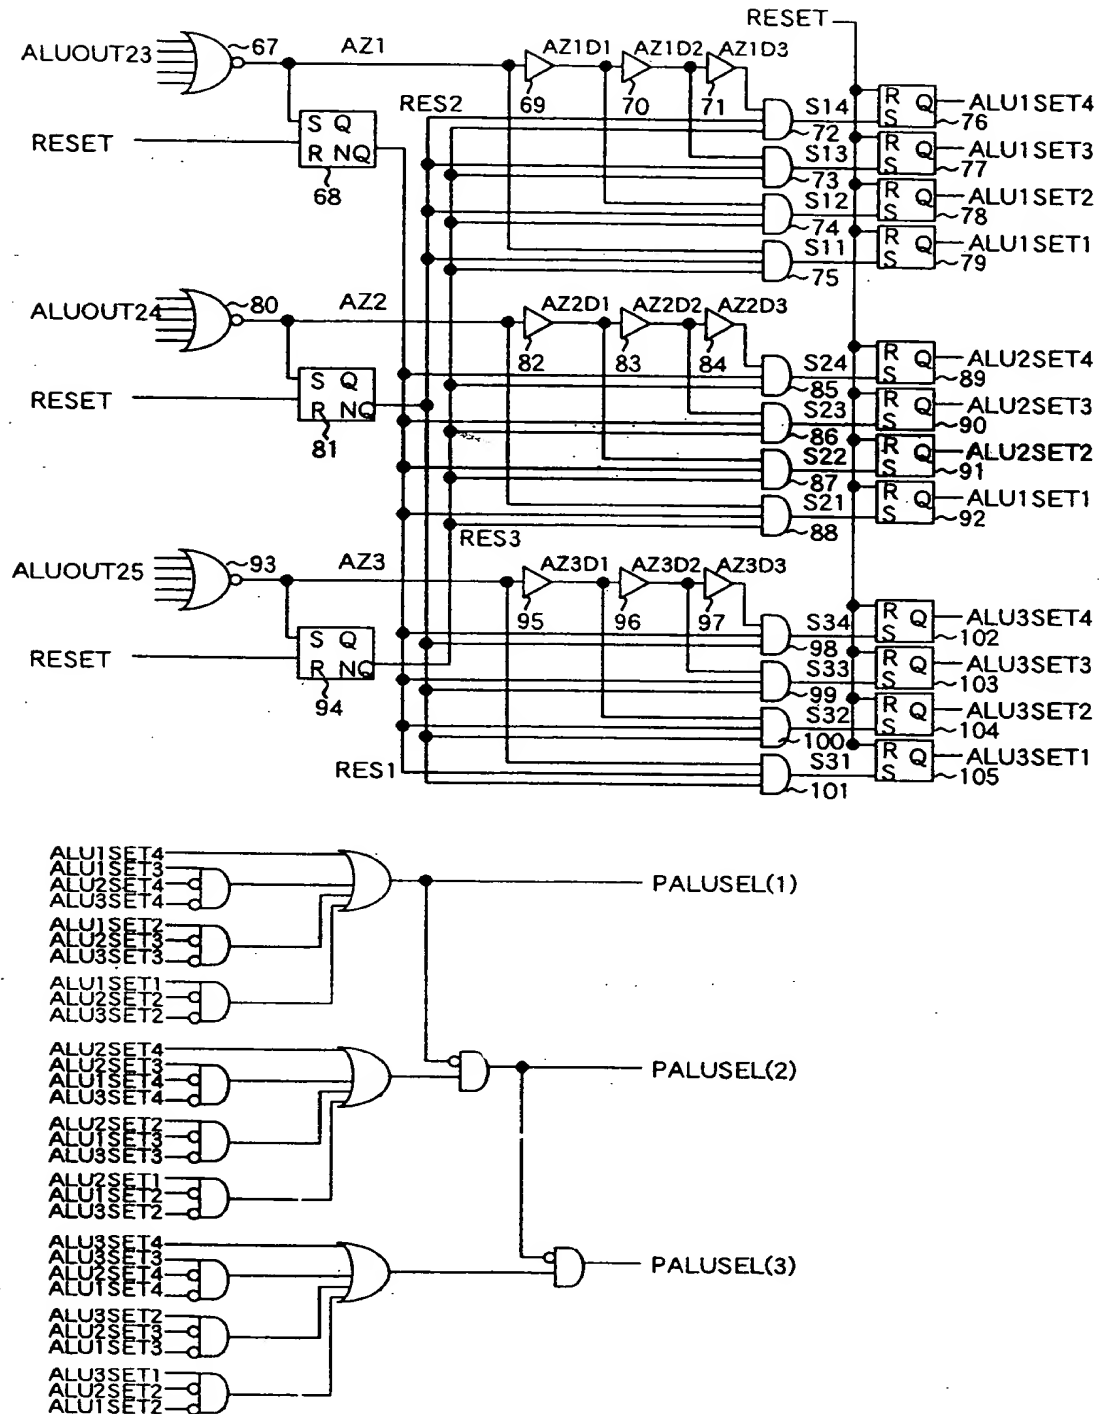 RESET
ALUOUT23
67
AZ1
AZ1D1
AZ1D2
AZ1D3
69
70
71
RES2
RESET
S Q
R NQ
68
S14
72
S13
73
S12
74
S11
75
R Q
S
76
ALU1SET4
R Q
S
77
ALU1SET3
R Q
S
78
ALU1SET2
R Q
S
79
ALU1SET1
ALUOUT24
80
AZ2
AZ2D1
AZ2D2
AZ2D3
82
83
84
RESET
S Q
R NQ
81
S24
85
S23
86
S22
87
S21
88
R Q
S
89
ALU2SET4
R Q
S
90
ALU2SET3
R Q
S
91
ALU2SET2
R Q
S
92
ALU1SET1
RES3
ALUOUT25
93
AZ3
AZ3D1
AZ3D2
AZ3D3
95
96
97
RESET
S Q
R NQ
94
S34
98
S33
99
S32
100
S31
101
R Q
S
102
ALU3SET4
R Q
S
103
ALU3SET3
R Q
S
104
ALU3SET2
R Q
S
105
ALU3SET1
RES1
ALU1SET4
ALU1SET3
ALU2SET4
ALU3SET4
ALU1SET2
ALU2SET3
ALU3SET3
ALU1SET1
ALU2SET2
ALU3SET2
PALUSEL(1)
ALU2SET4
ALU2SET3
ALU1SET4
ALU3SET4
ALU2SET2
ALU1SET3
ALU3SET3
ALU2SET1
ALU1SET2
ALU3SET2
PALUSEL(2)
ALU3SET4
ALU3SET3
ALU2SET4
ALU1SET4
ALU3SET2
ALU2SET3
ALU1SET3
ALU3SET1
ALU2SET2
ALU1SET2
PALUSEL(3)